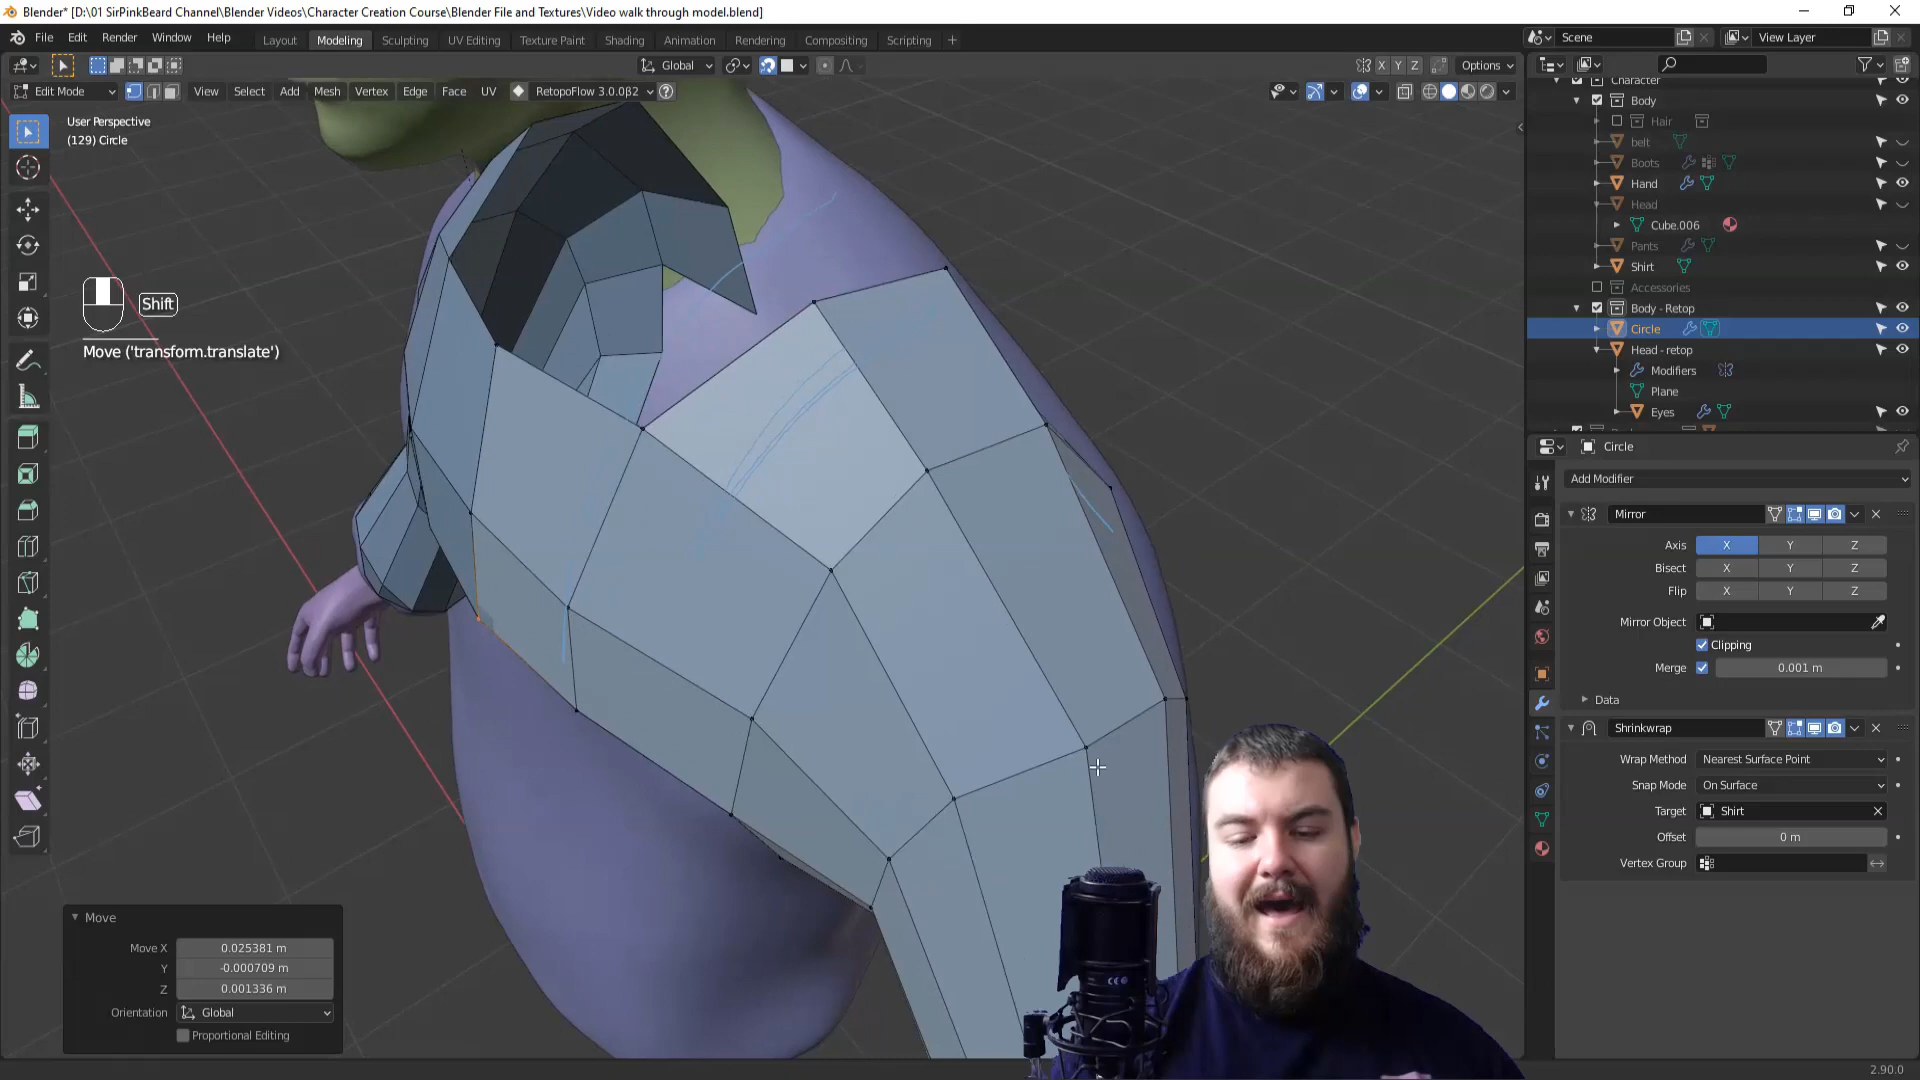 Blender* [D:\01 SirPinkBeard Channel\Blender Videos\Character Creation Course\Blender File and Textures\Video walk through model.blend]
File Edit Render Window Help Layout Modeling Sculpting UV Editing Texture Paint Shading Animation Rendering Compositing Scripting + Scene View Layer
Global X Y Z Options
Edit Mode View Select Add Mesh Vertex Edge Face UV RetopoFlow 3.0.0β2
User Perspective
(129) Circle
Shift
Move ('transform.translate')
Character
Body
Hair
belt
Boots
Hand
Head
Cube.006
Pants
Shirt
Accessories
Body - Retop
Circle
Head - retop
Modifiers
Plane
Eyes
Circle
Add Modifier
Mirror
Axis X Y Z
Bisect X Y Z
Flip X Y Z
Mirror Object
Clipping
Merge 0.001 m
Data
Shrinkwrap
Wrap Method Nearest Surface Point
Snap Mode On Surface
Target Shirt
Offset 0 m
Vertex Group
Move
Move X 0.025381 m
Y -0.000709 m
Z 0.001336 m
Orientation Global
Proportional Editing
2.90.0